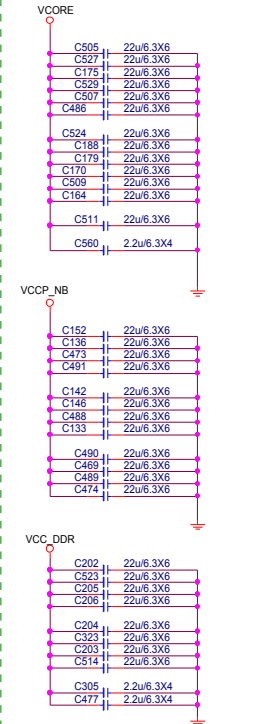 VCORE
C505 22u/6.3X6
C527 22u/6.3X6
C175 22u/6.3X6
C529 22u/6.3X6
C507 22u/6.3X6
C486 22u/6.3X6
C524 22u/6.3X6
C188 22u/6.3X6
C179 22u/6.3X6
C170 22u/6.3X6
C509 22u/6.3X6
C164 22u/6.3X6
C511 22u/6.3X6
C560 2.2u/6.3X4
VCCP_NB
C152 22u/6.3X6
C136 22u/6.3X6
C473 22u/6.3X6
C491 22u/6.3X6
C142 22u/6.3X6
C146 22u/6.3X6
C488 22u/6.3X6
C133 22u/6.3X6
C490 22u/6.3X6
C469 22u/6.3X6
C489 22u/6.3X6
C474 22u/6.3X6
VCC_DDR
C202 22u/6.3X6
C523 22u/6.3X6
C205 22u/6.3X6
C206 22u/6.3X6
C204 22u/6.3X6
C323 22u/6.3X6
C203 22u/6.3X6
C514 22u/6.3X6
C305 2.2u/6.3X4
C477 2.2u/6.3X4